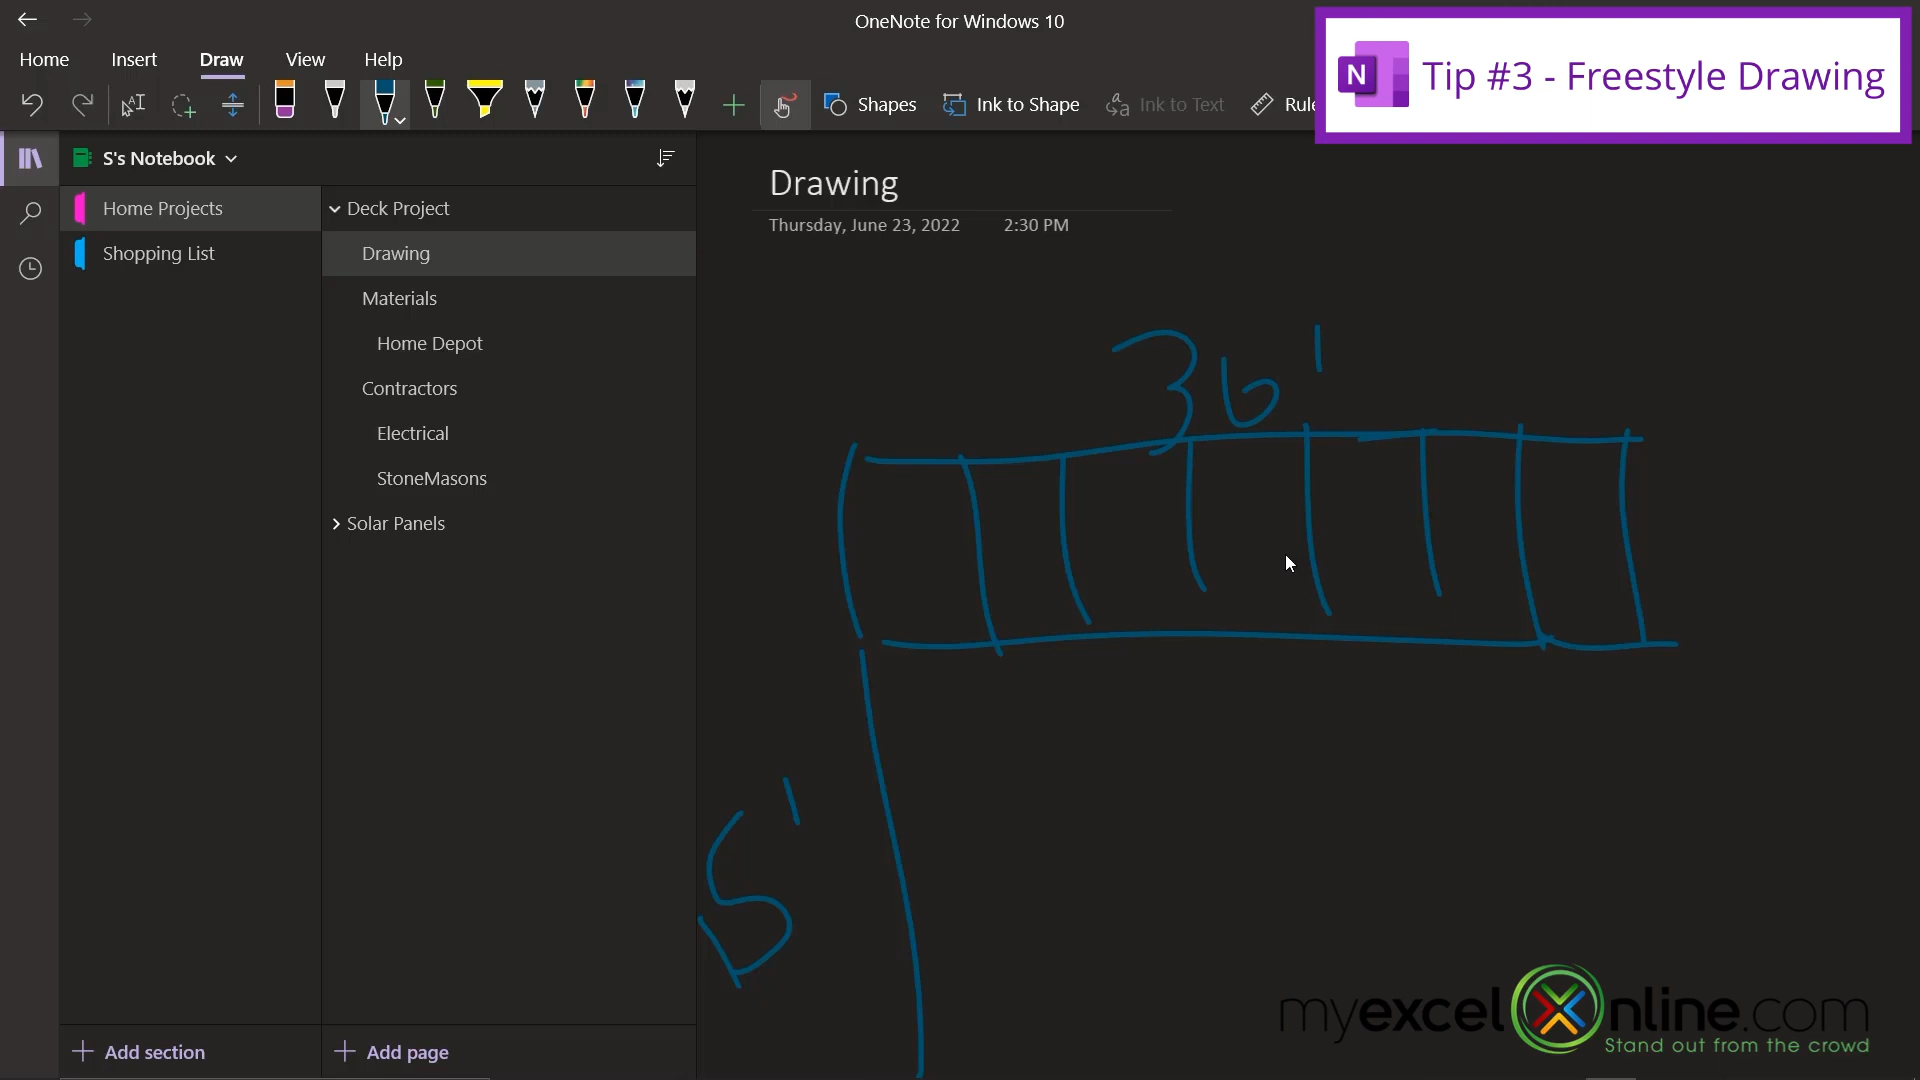 OneNote for Windows 10
Home Insert Draw View Help
Shapes Ink to Shape Ink to Text Rule
N Tip #3 - Freestyle Drawing
S's Notebook
Home Projects
Shopping List
Deck Project
Drawing
Materials
Home Depot
Contractors
Electrical
StoneMasons
Solar Panels
Drawing
Thursday, June 23, 2022 2:30 PM
36'
5'
Add section
Add page
myexcelonline.com
Stand out from the crowd